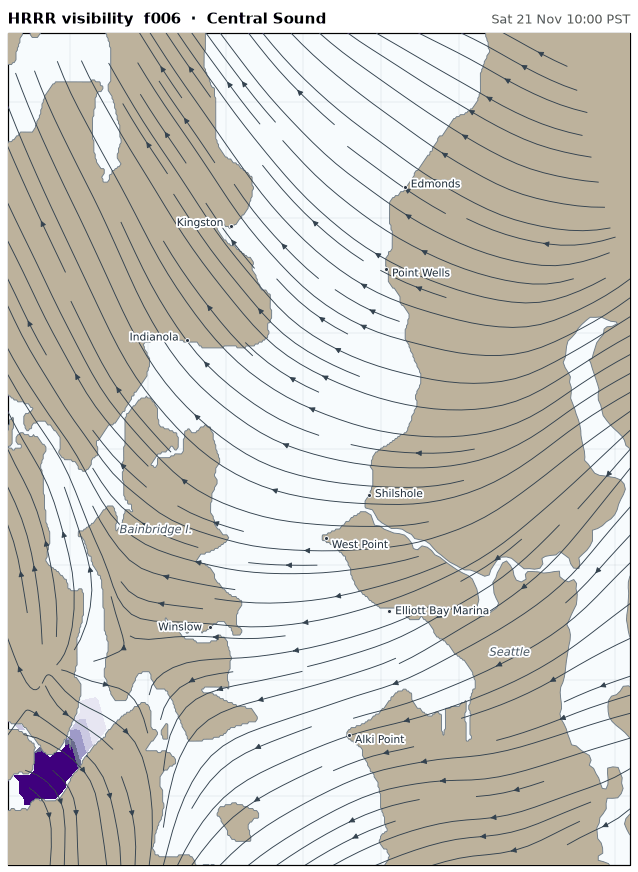 HRRR visibility f006 · Central Sound
Sat 21 Nov 10:00 PST
Edmonds
Kingston
Point Wells
Indianola
Shilshole
Bainbridge I.
West Point
Elliott Bay Marina
Winslow
Seattle
Alki Point